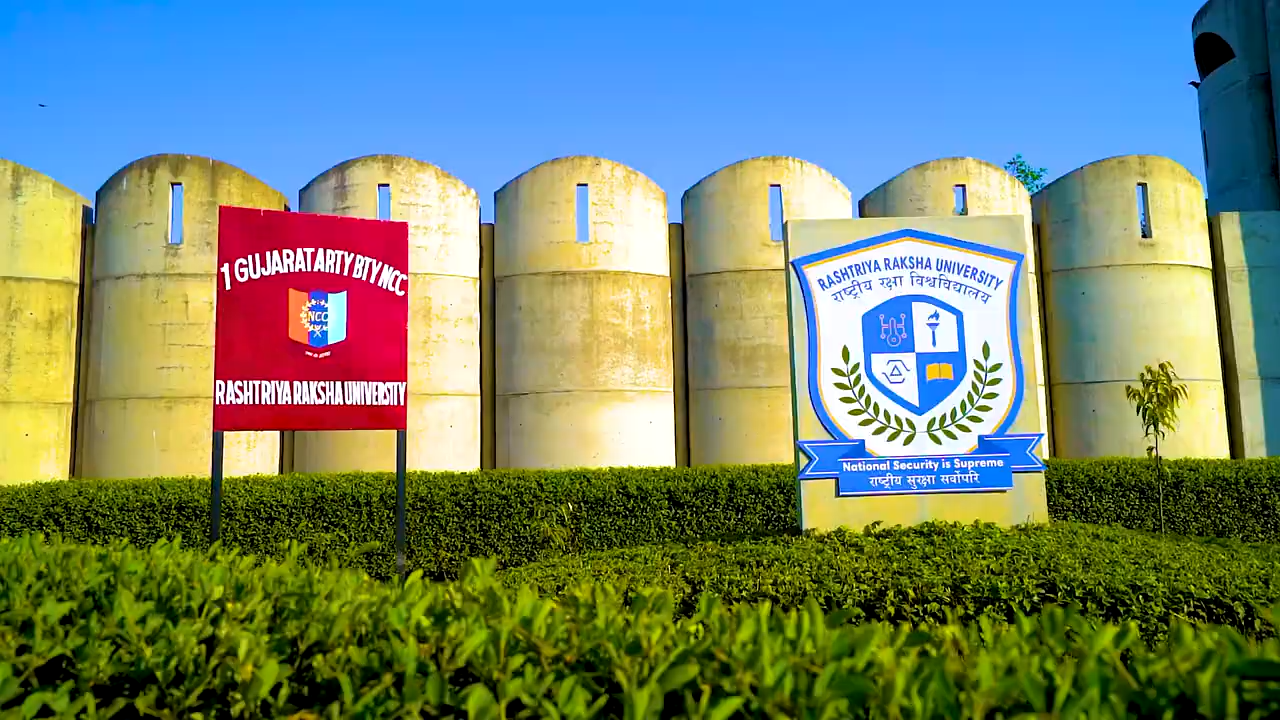 1 GUJARAT ARTY BTY NCC
NCC
RASHTRIYA RAKSHA UNIVERSITY
RASHTRIYA RAKSHA UNIVERSITY
राष्ट्रीय रक्षा विश्वविद्यालय
National Security is Supreme
राष्ट्रीय सुरक्षा सर्वोपरि